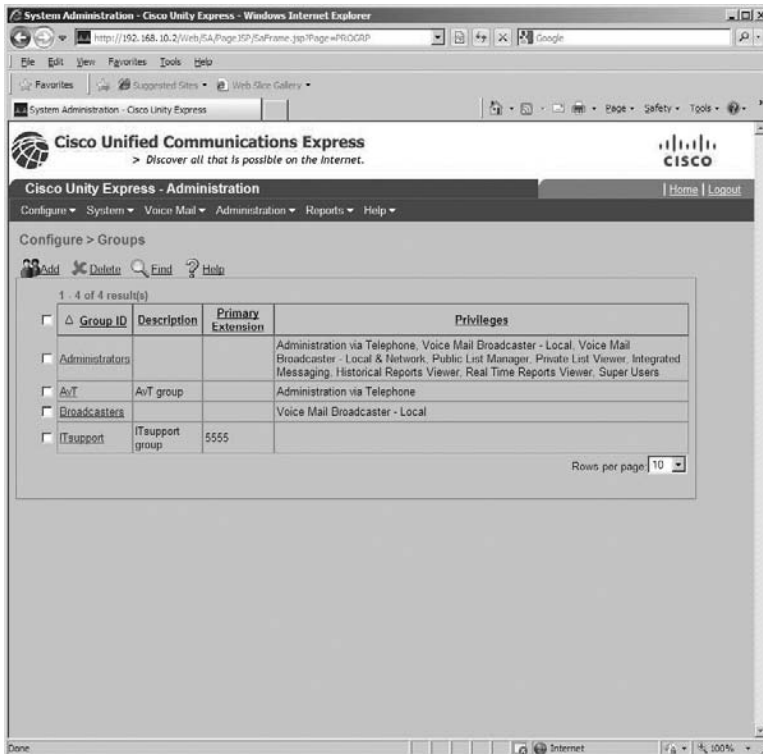 System Administration - Cisco Unity Express - Windows Internet Explorer
http://192.168.10.2/Web/SA/PageJSP/SaFrame.jsp?Page=PROGRP
Google
File Edit View Favorites Tools Help
Favorites Suggested Sites Web Slice Gallery
System Administration - Cisco Unity Express
Page Safety Tools
Cisco Unified Communications Express
> Discover all that is possible on the Internet.
CISCO
Cisco Unity Express - Administration | Home | Logout
Configure System Voice Mail Administration Reports Help
Configure > Groups
Add Delete Find Help
1 - 4 of 4 result(s)
Group ID Description Primary Extension Privileges
Administrators Administration via Telephone, Voice Mail Broadcaster - Local, Voice Mail
Broadcaster - Local & Network, Public List Manager, Private List Viewer, Integrated
Messaging, Historical Reports Viewer, Real Time Reports Viewer, Super Users
AvT AvT group Administration via Telephone
Broadcasters Voice Mail Broadcaster - Local
ITsupport ITsupport group 5555
Rows per page: 10
Done Internet 100%